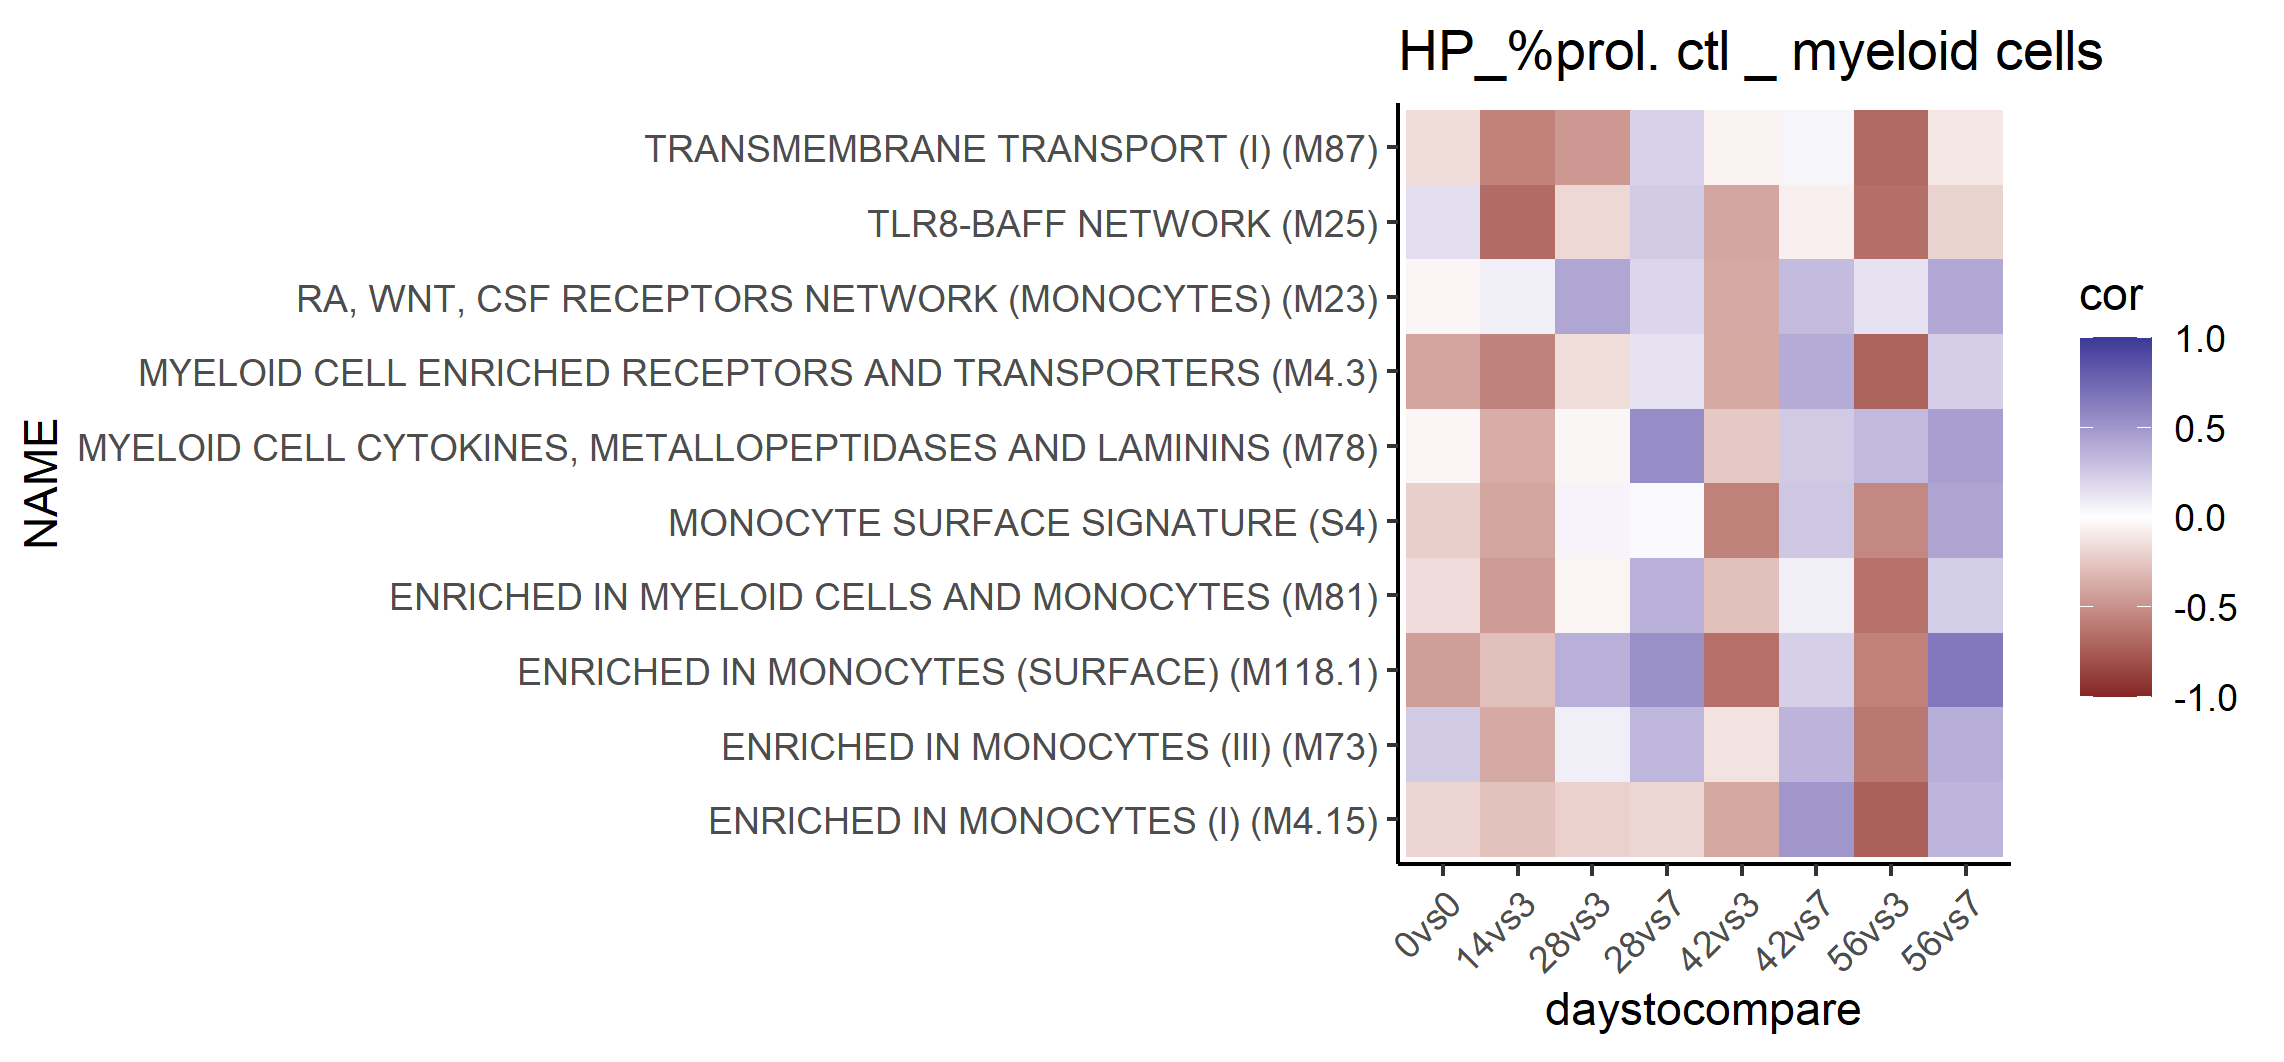 HP_%prol. ctl _ myeloid cells
TRANSMEMBRANE TRANSPORT (I) (M87)
TLR8-BAFF NETWORK (M25)
RA, WNT, CSF RECEPTORS NETWORK (MONOCYTES) (M23)
MYELOID CELL ENRICHED RECEPTORS AND TRANSPORTERS (M4.3)
MYELOID CELL CYTOKINES, METALLOPEPTIDASES AND LAMININS (M78)
MONOCYTE SURFACE SIGNATURE (S4)
ENRICHED IN MYELOID CELLS AND MONOCYTES (M81)
ENRICHED IN MONOCYTES (SURFACE) (M118.1)
ENRICHED IN MONOCYTES (III) (M73)
ENRICHED IN MONOCYTES (I) (M4.15)
NAME
0vs0
14vs3
28vs3
28vs7
42vs3
42vs7
56vs3
56vs7
daystocompare
cor
1.0
0.5
0.0
-0.5
-1.0